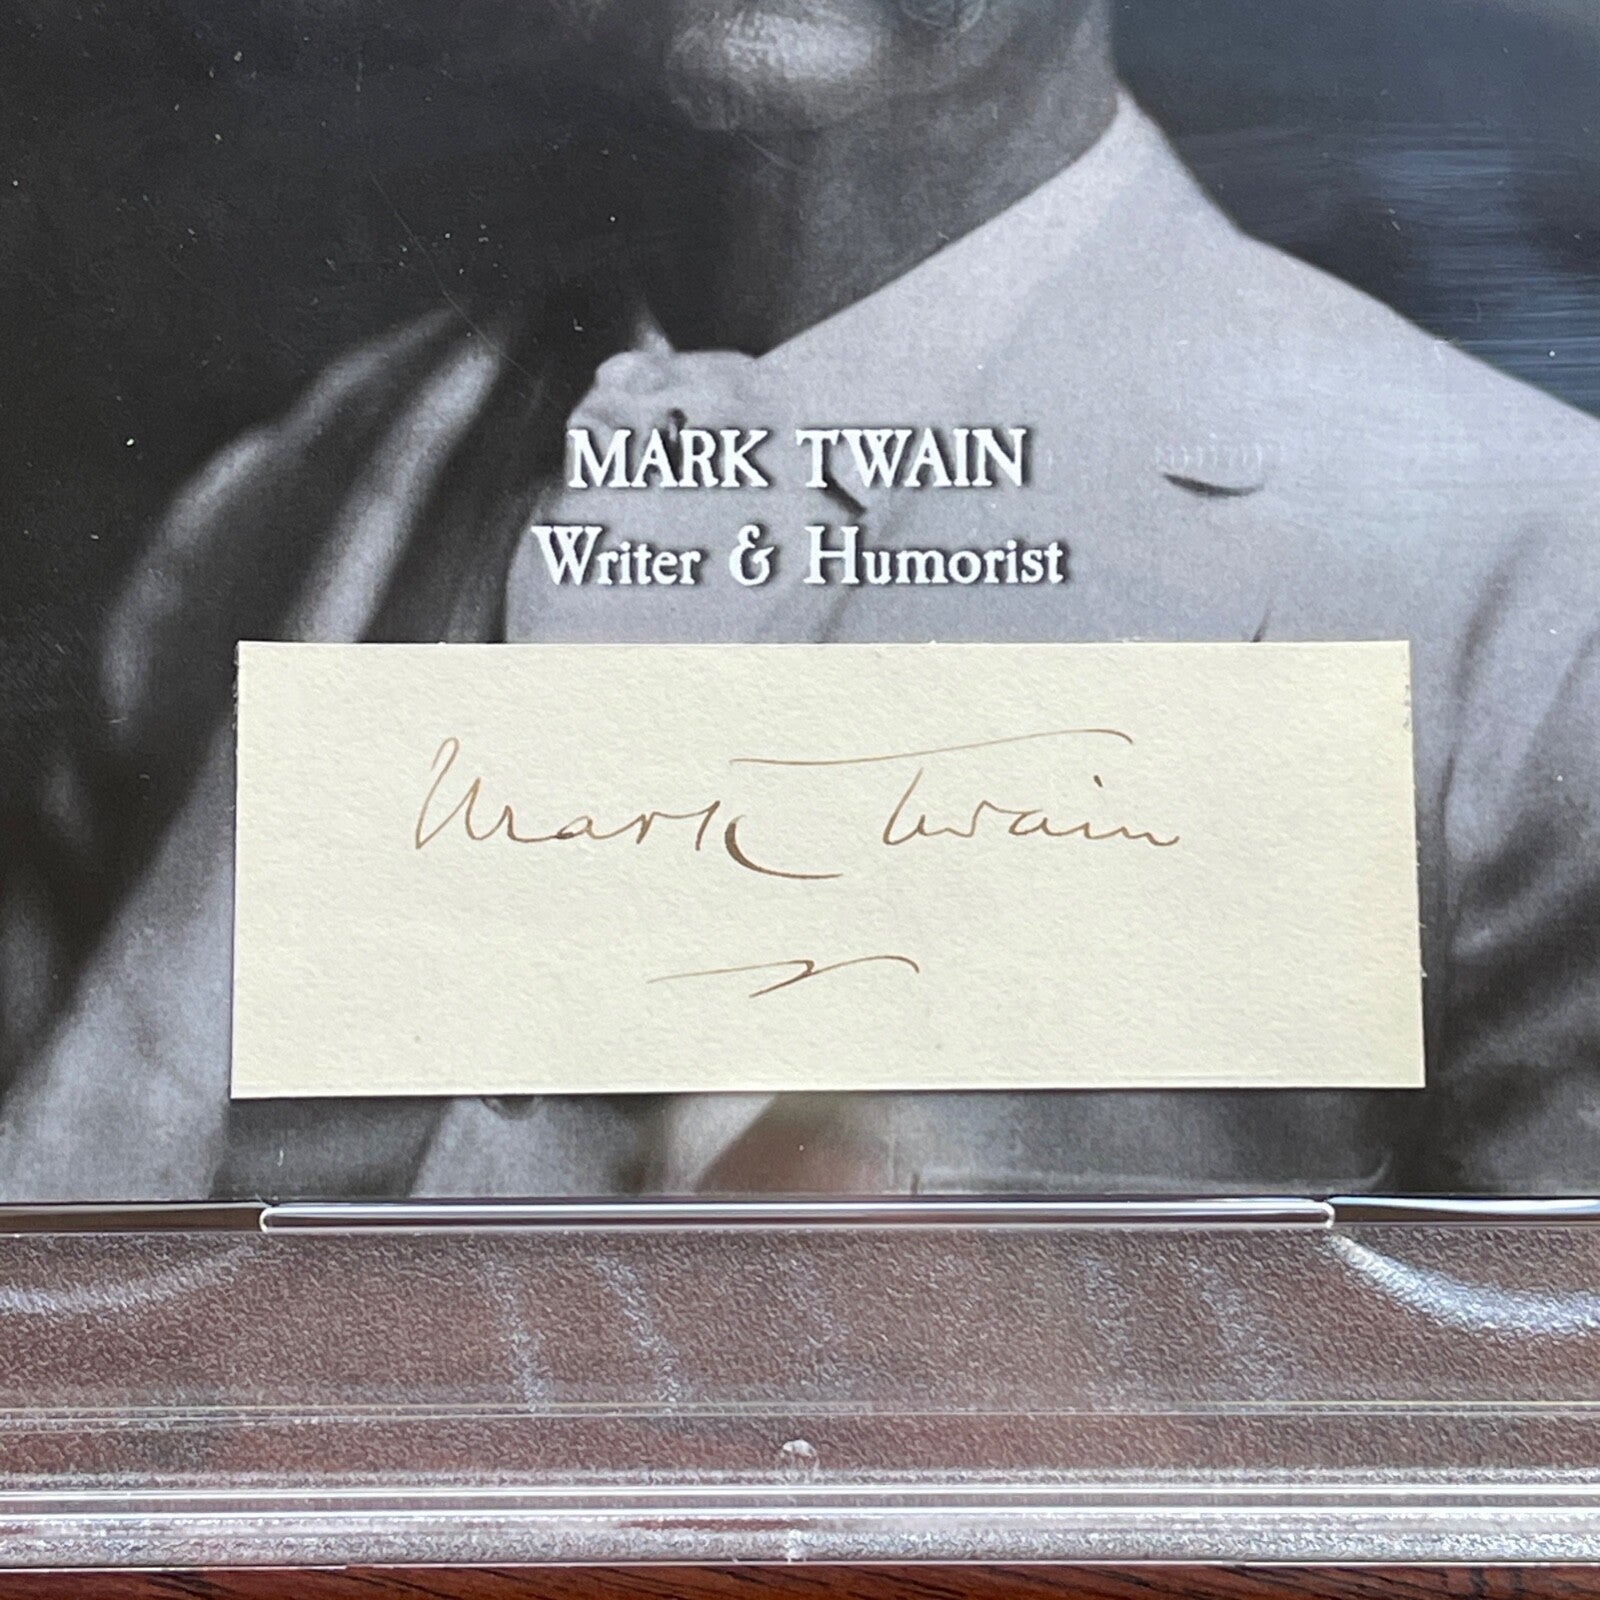 MARK TWAIN
Writer & Humorist
Mark Twain